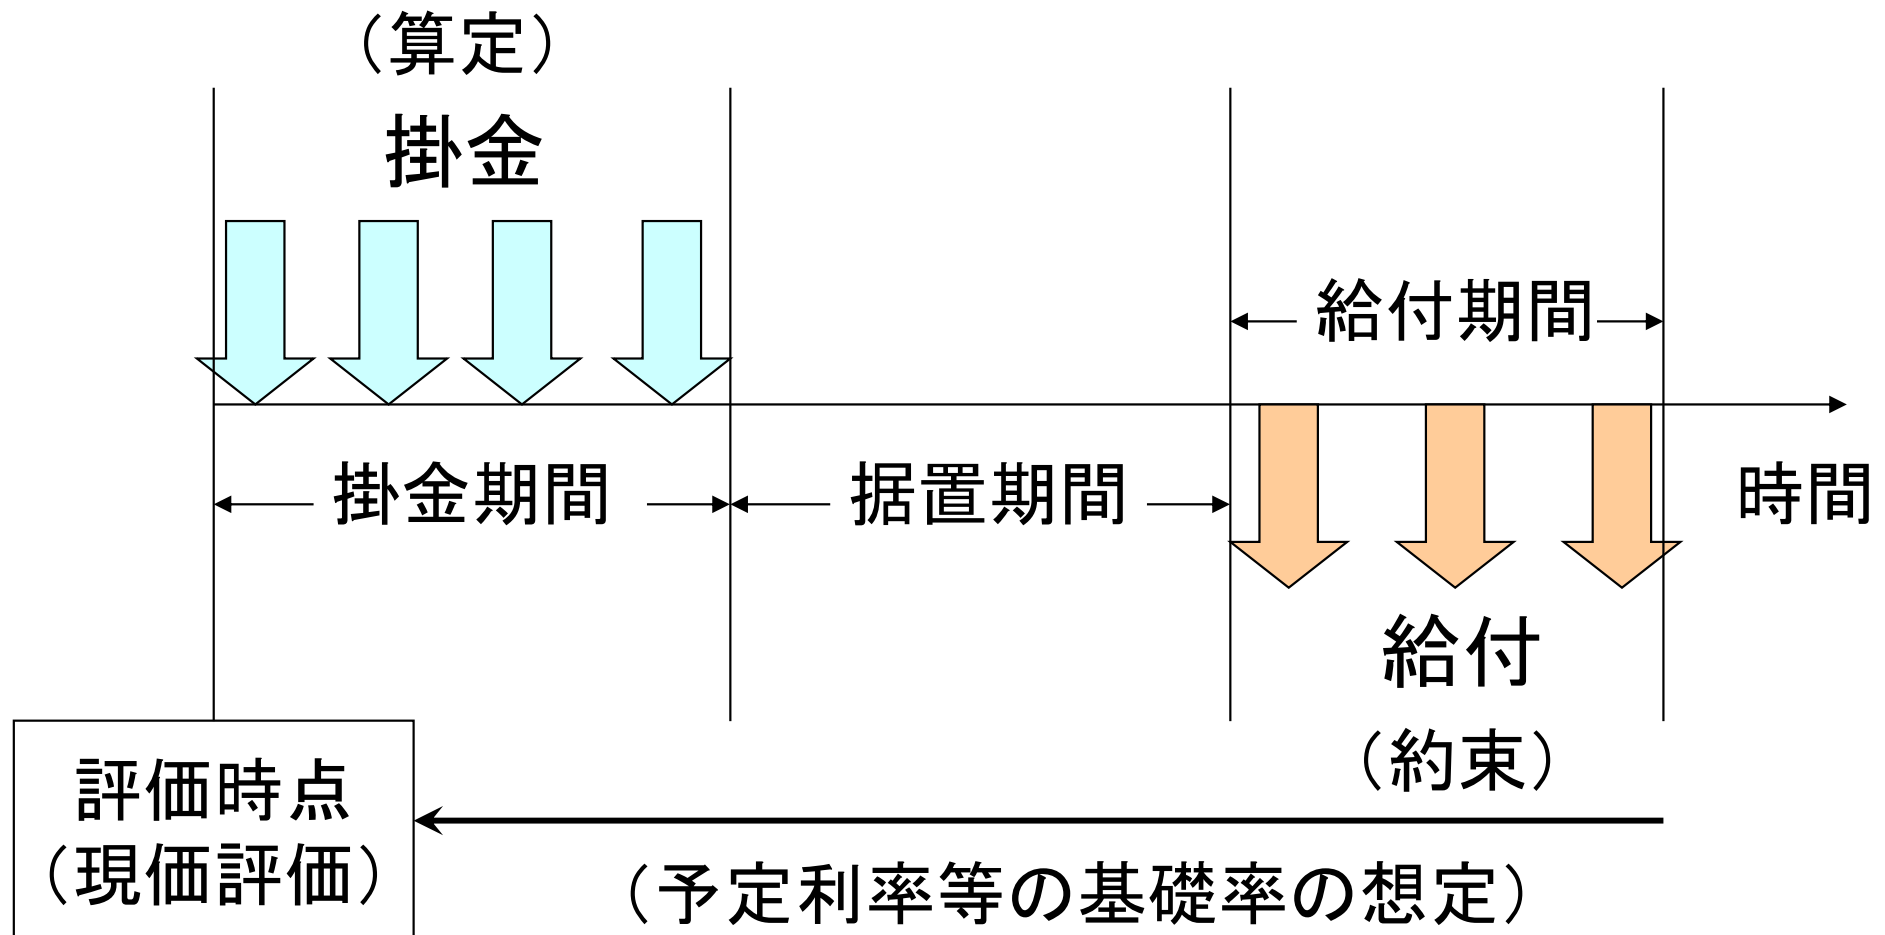 （算定）
掛金
給付期間
掛金期間
据置期間
時間
給付
（約束）
評価時点
（現価評価）
（予定利率等の基礎率の想定）